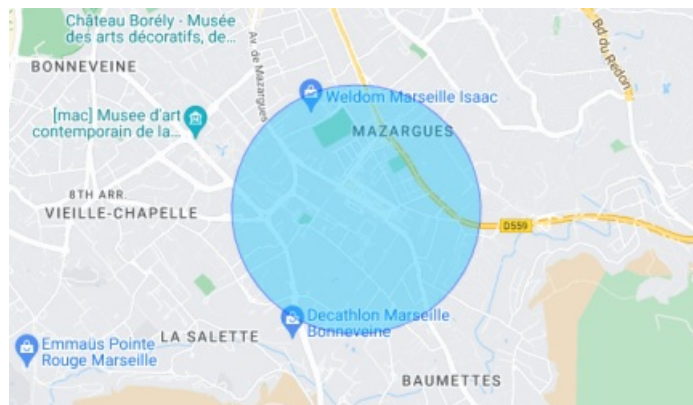 Château Borély - Musée
des arts décoratifs, de...
BONNEVEINE
Av. de Mazargues
Bd du Redon
Weldom Marseille Isaac
[mac] Musee d'art
contemporain de la...
MAZARGUES
8TH ARR.
VIEILLE-CHAPELLE
D559
Decathlon Marseille
Bonneveine
LA SALETTE
Emmaüs Pointe
Rouge Marseille
BAUMETTES